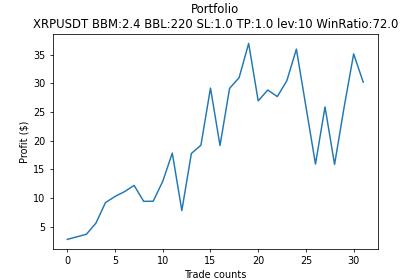 Portfolio
XRPUSDT BBM:2.4 BBL:220 SL:1.0 TP:1.0 lev:10 WinRatio:72.0
Profit ($)
35
30
25
20
15
10
5
0 5 10 15 20 25 30
Trade counts